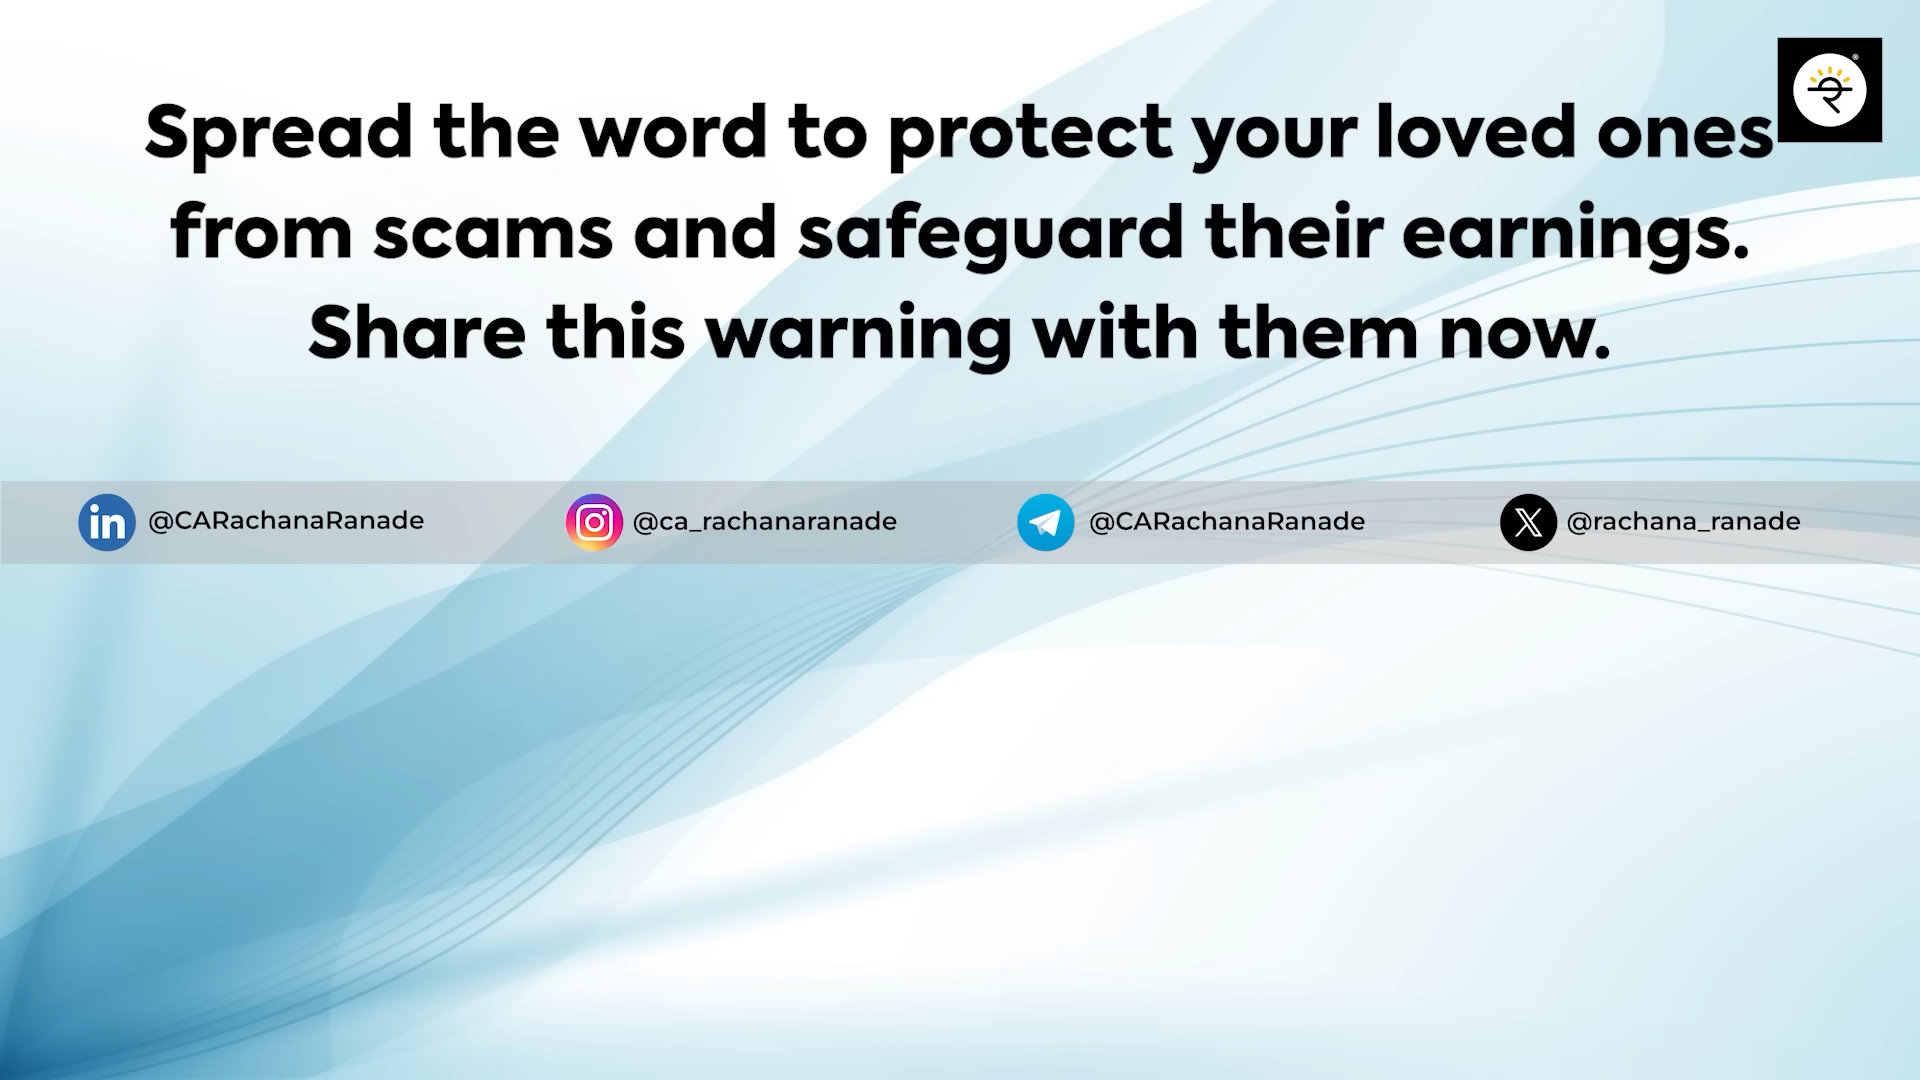 Spread the word to protect your loved ones
from scams and safeguard their earnings.
Share this warning with them now.
@CARachanaRanade
@ca_rachanaranade
@CARachanaRanade
@rachana_ranade